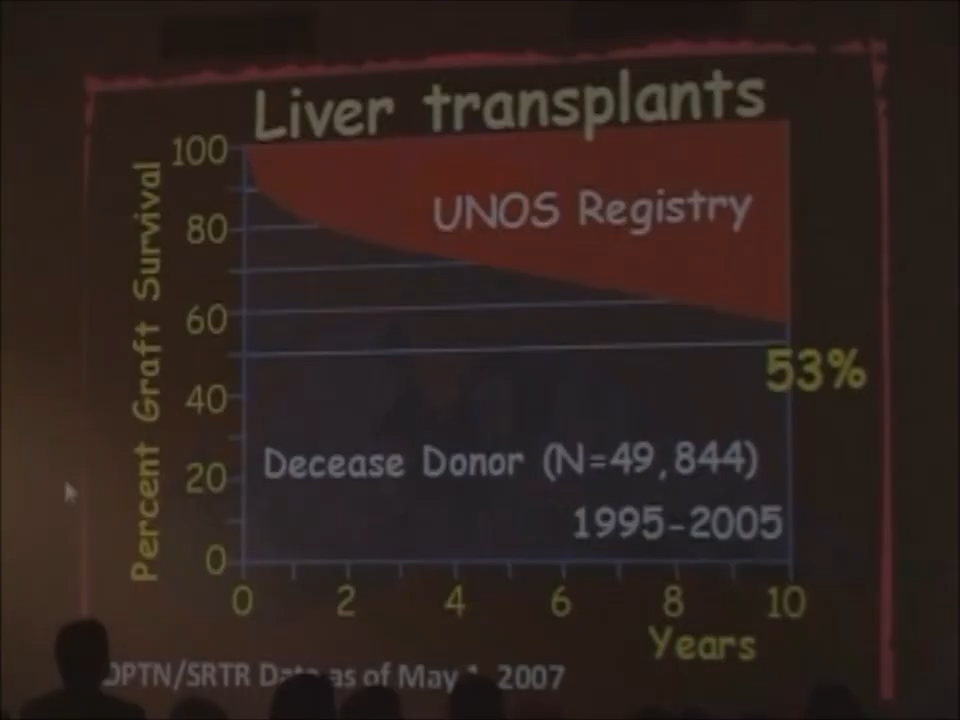 Liver transplants
Percent Graft Survival
100
80
60
40
20
0
UNOS Registry
53%
Decease Donor (N=49,844)
1995-2005
0 2 4 6 8 10
Years
OPTN/SRTR Data as of May 1, 2007